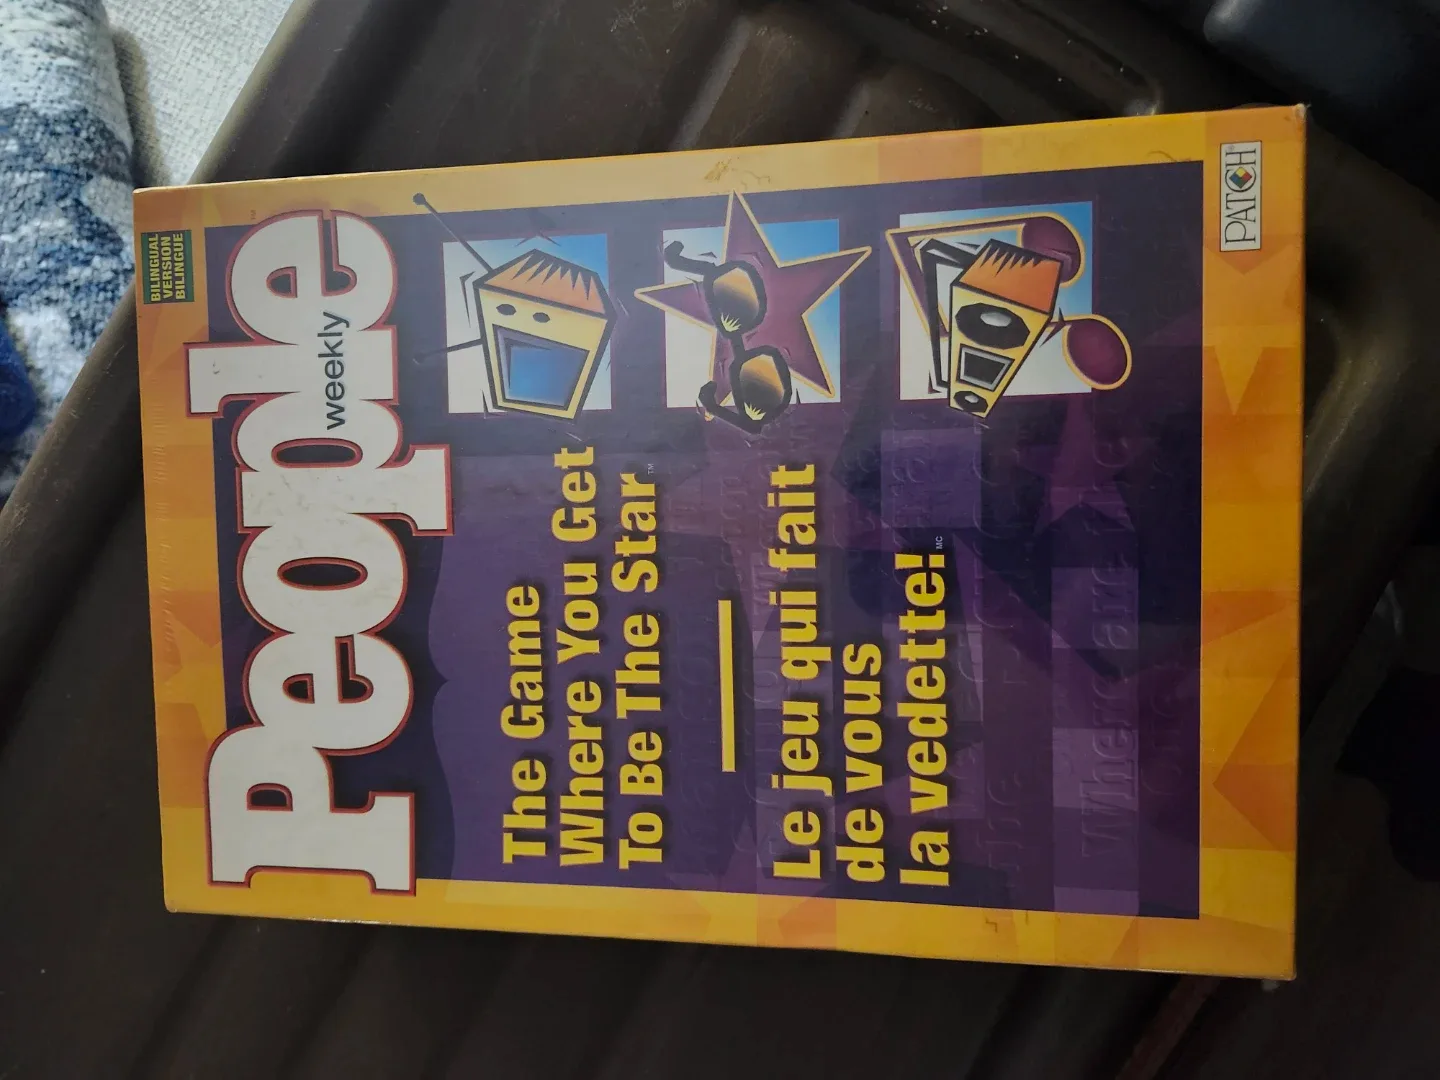 BILINGUAL
VERSION
BILINGUE
People
weekly
™
The Game
Where You Get
To Be The Star™
Le jeu qui fait
de vous
la vedette!MC
PATCH